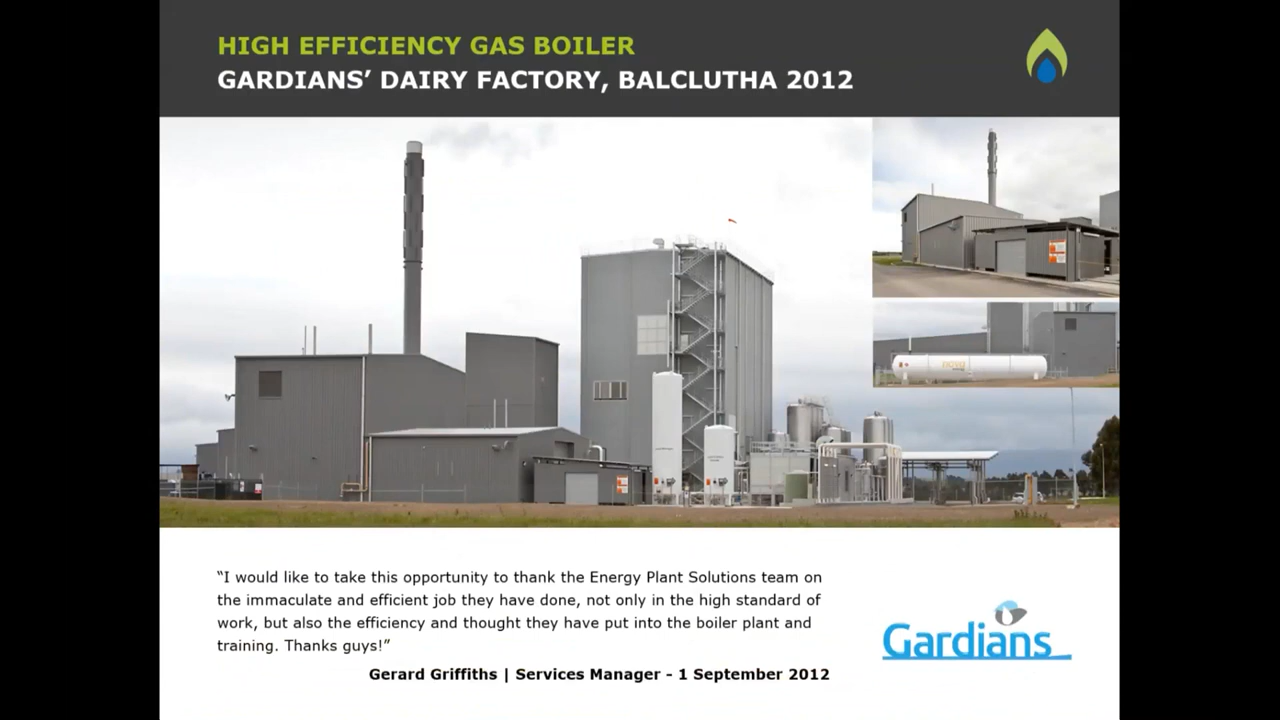 HIGH EFFICIENCY GAS BOILER
GARDIANS’ DAIRY FACTORY, BALCLUTHA 2012
nova
“I would like to take this opportunity to thank the Energy Plant Solutions team on
the immaculate and efficient job they have done, not only in the high standard of
work, but also the efficiency and thought they have put into the boiler plant and
training. Thanks guys!”
Gerard Griffiths | Services Manager - 1 September 2012
Gardians